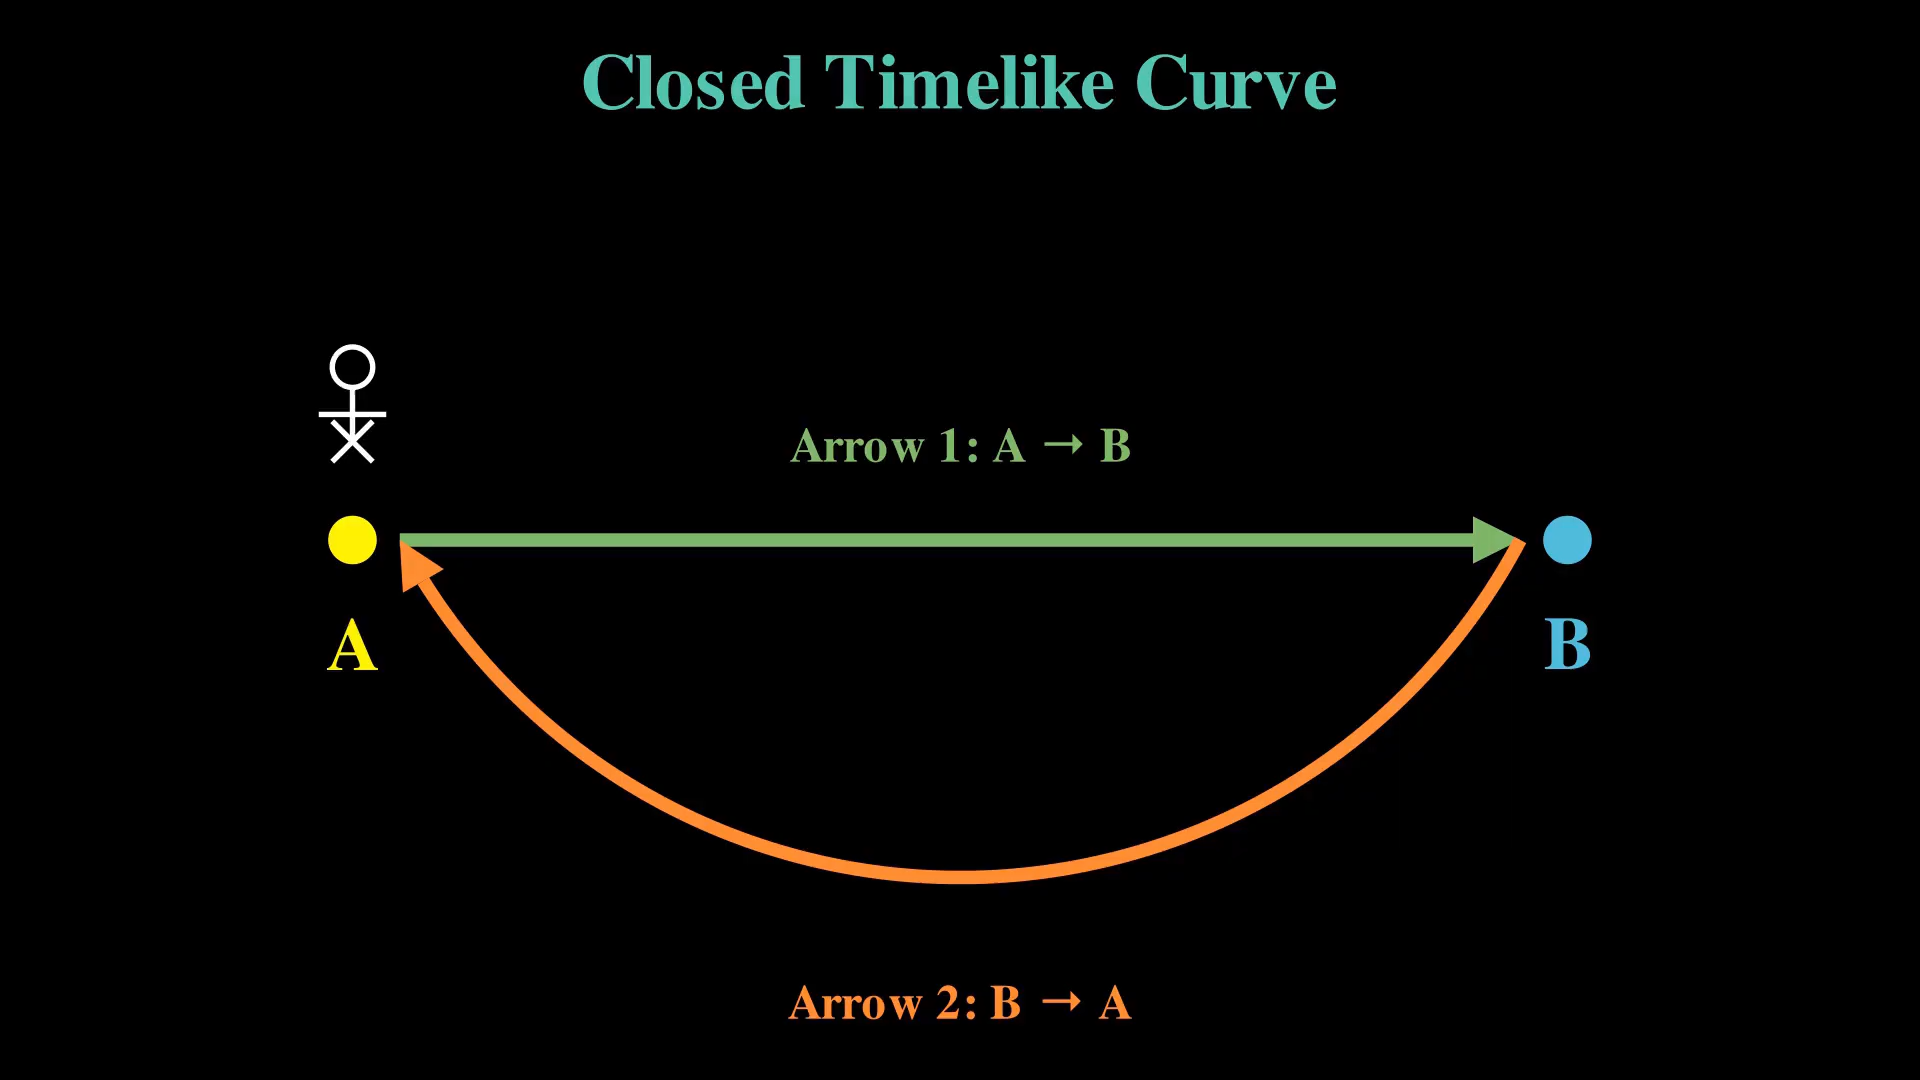 Closed Timelike Curve
Arrow 1: A → B
A
B
Arrow 2: B → A